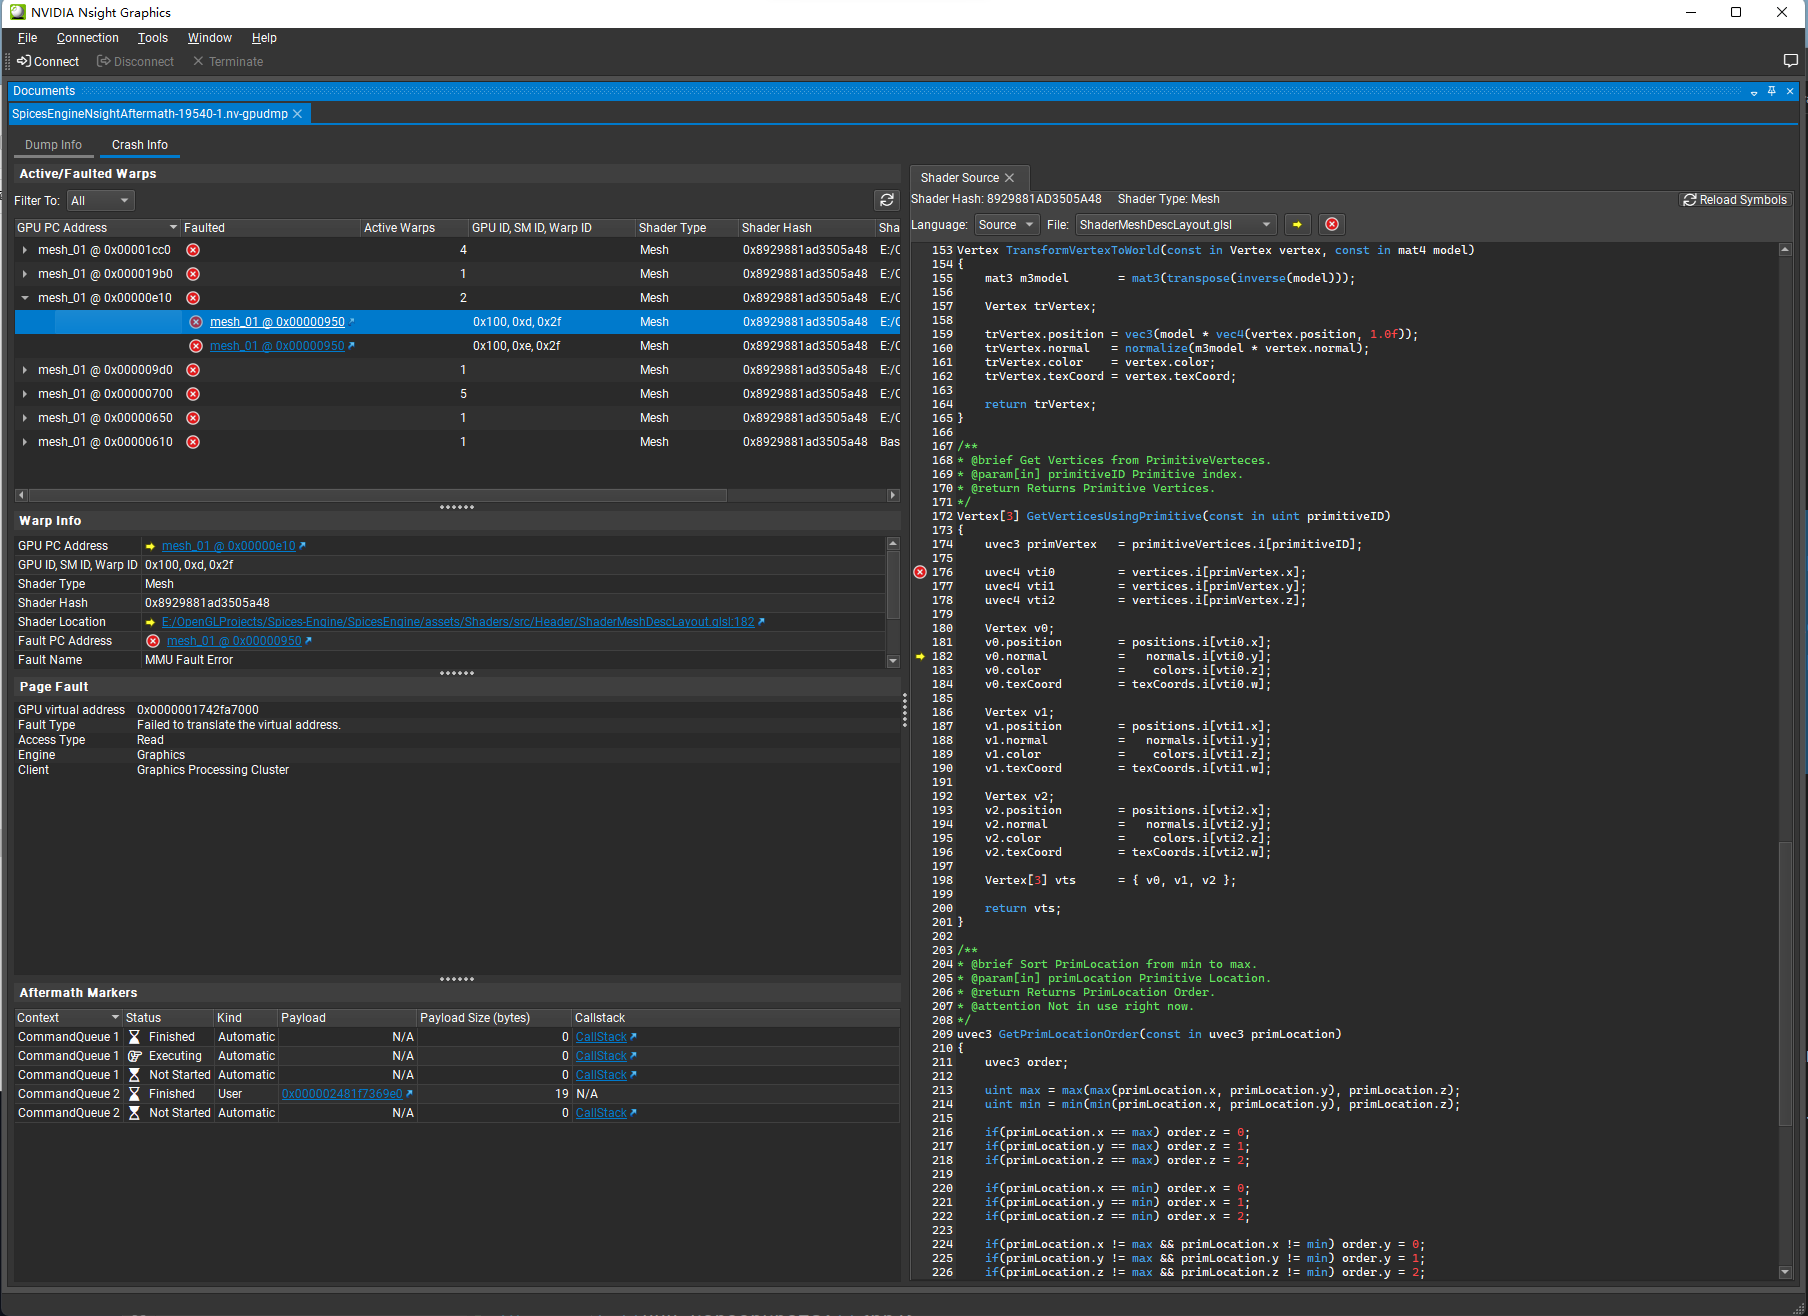 NVIDIA Nsight Graphics
File Connection Tools Window Help
Connect Disconnect Terminate
Documents
SpicesEngineNsightAftermath-19540-1.nv-gpudmp
Dump Info Crash Info
Active/Faulted Warps
Filter To: All
GPU PC Address Faulted Active Warps GPU ID, SM ID, Warp ID Shader Type Shader Hash Sha
mesh_01 @ 0x00001cc0 4 Mesh 0x8929881ad3505a48 E:/C
mesh_01 @ 0x000019b0 1 Mesh 0x8929881ad3505a48 E:/C
mesh_01 @ 0x00000e10 2 Mesh 0x8929881ad3505a48 E:/C
mesh_01 @ 0x00000950 0x100, 0xd, 0x2f Mesh 0x8929881ad3505a48 E:/C
mesh_01 @ 0x00000950 0x100, 0xe, 0x2f Mesh 0x8929881ad3505a48 E:/C
mesh_01 @ 0x000009d0 1 Mesh 0x8929881ad3505a48 E:/C
mesh_01 @ 0x00000700 5 Mesh 0x8929881ad3505a48 E:/C
mesh_01 @ 0x00000650 1 Mesh 0x8929881ad3505a48 E:/C
mesh_01 @ 0x00000610 1 Mesh 0x8929881ad3505a48 Bas
Warp Info
GPU PC Address mesh_01 @ 0x00000e10
GPU ID, SM ID, Warp ID 0x100, 0xd, 0x2f
Shader Type Mesh
Shader Hash 0x8929881ad3505a48
Shader Location E:/OpenGLProjects/Spices-Engine/SpicesEngine/assets/Shaders/src/Header/ShaderMeshDescLayout.glsl:182
Fault PC Address mesh_01 @ 0x00000950
Fault Name MMU Fault Error
Page Fault
GPU virtual address 0x0000001742fa7000
Fault Type Failed to translate the virtual address.
Access Type Read
Engine Graphics
Client Graphics Processing Cluster
Aftermath Markers
Context Status Kind Payload Payload Size (bytes) Callstack
CommandQueue 1 Finished Automatic N/A 0 CallStack
CommandQueue 1 Executing Automatic N/A 0 CallStack
CommandQueue 1 Not Started Automatic N/A 0 CallStack
CommandQueue 2 Finished User 0x000002481f7369e0 19 N/A
CommandQueue 2 Not Started Automatic N/A 0 CallStack
Shader Source
Shader Hash: 8929881AD3505A48 Shader Type: Mesh Reload Symbols
Language: Source File: ShaderMeshDescLayout.glsl
153 Vertex TransformVertexToWorld(const in Vertex vertex, const in mat4 model)
154 {
155 mat3 m3model = mat3(transpose(inverse(model)));
156
157 Vertex trVertex;
158
159 trVertex.position = vec3(model * vec4(vertex.position, 1.0f));
160 trVertex.normal = normalize(m3model * vertex.normal);
161 trVertex.color = vertex.color;
162 trVertex.texCoord = vertex.texCoord;
163
164 return trVertex;
165 }
166
167 /**
168 * @brief Get Vertices from PrimitiveVerteces.
169 * @param[in] primitiveID Primitive index.
170 * @return Returns Primitive Vertices.
171 */
172 Vertex[3] GetVerticesUsingPrimitive(const in uint primitiveID)
173 {
174 uvec3 primVertex = primitiveVertices.i[primitiveID];
175
176 uvec4 vti0 = vertices.i[primVertex.x];
177 uvec4 vti1 = vertices.i[primVertex.y];
178 uvec4 vti2 = vertices.i[primVertex.z];
179
180 Vertex v0;
181 v0.position = positions.i[vti0.x];
182 v0.normal = normals.i[vti0.y];
183 v0.color = colors.i[vti0.z];
184 v0.texCoord = texCoords.i[vti0.w];
185
186 Vertex v1;
187 v1.position = positions.i[vti1.x];
188 v1.normal = normals.i[vti1.y];
189 v1.color = colors.i[vti1.z];
190 v1.texCoord = texCoords.i[vti1.w];
191
192 Vertex v2;
193 v2.position = positions.i[vti2.x];
194 v2.normal = normals.i[vti2.y];
195 v2.color = colors.i[vti2.z];
196 v2.texCoord = texCoords.i[vti2.w];
197
198 Vertex[3] vts = { v0, v1, v2 };
199
200 return vts;
201 }
202
203 /**
204 * @brief Sort PrimLocation from min to max.
205 * @param[in] primLocation Primitive Location.
206 * @return Returns PrimLocation Order.
207 * @attention Not in use right now.
208 */
209 uvec3 GetPrimLocationOrder(const in uvec3 primLocation)
210 {
211 uvec3 order;
212
213 uint max = max(max(primLocation.x, primLocation.y), primLocation.z);
214 uint min = min(min(primLocation.x, primLocation.y), primLocation.z);
215
216 if(primLocation.x == max) order.z = 0;
217 if(primLocation.y == max) order.z = 1;
218 if(primLocation.z == max) order.z = 2;
219
220 if(primLocation.x == min) order.x = 0;
221 if(primLocation.y == min) order.x = 1;
222 if(primLocation.z == min) order.x = 2;
223
224 if(primLocation.x != max && primLocation.x != min) order.y = 0;
225 if(primLocation.y != max && primLocation.y != min) order.y = 1;
226 if(primLocation.z != max && primLocation.z != min) order.y = 2;